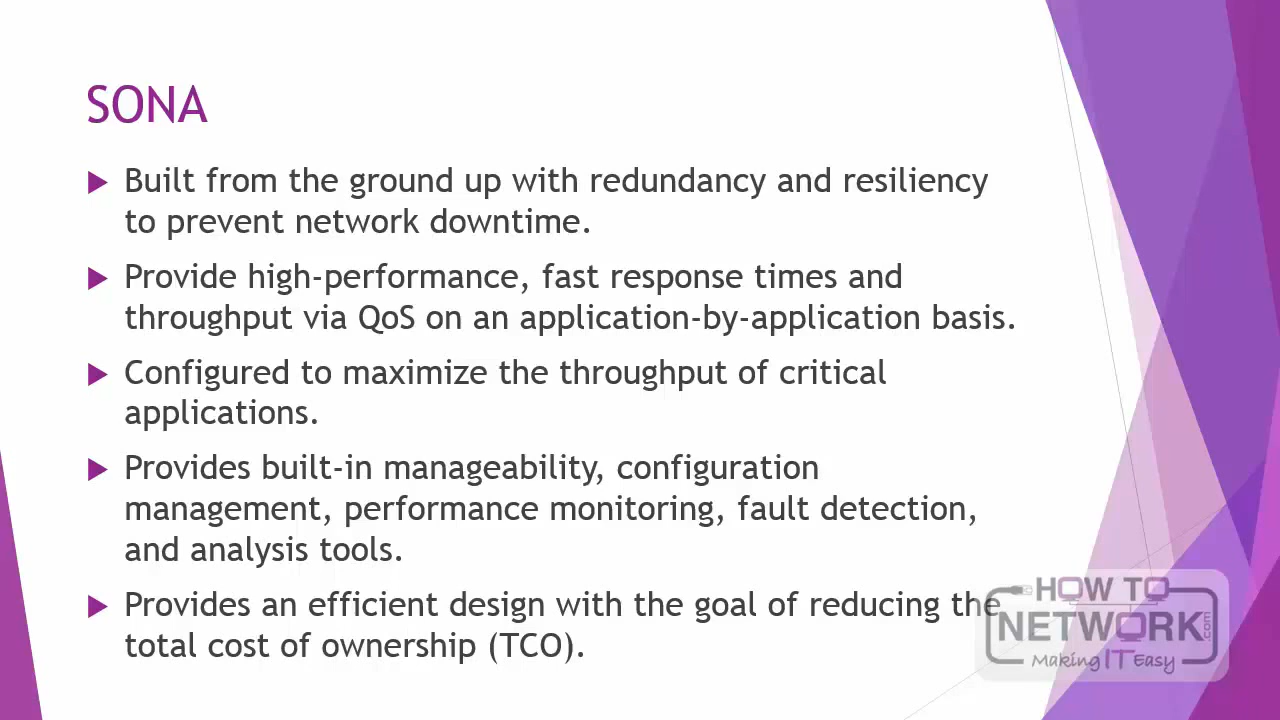 SONA
Built from the ground up with redundancy and resiliency
to prevent network downtime.
Provide high-performance, fast response times and
throughput via QoS on an application-by-application basis.
Configured to maximize the throughput of critical
applications.
Provides built-in manageability, configuration
management, performance monitoring, fault detection,
and analysis tools.
Provides an efficient design with the goal of reducing the
total cost of ownership (TCO).
HOW TO
NETWORK.com
Making IT Easy